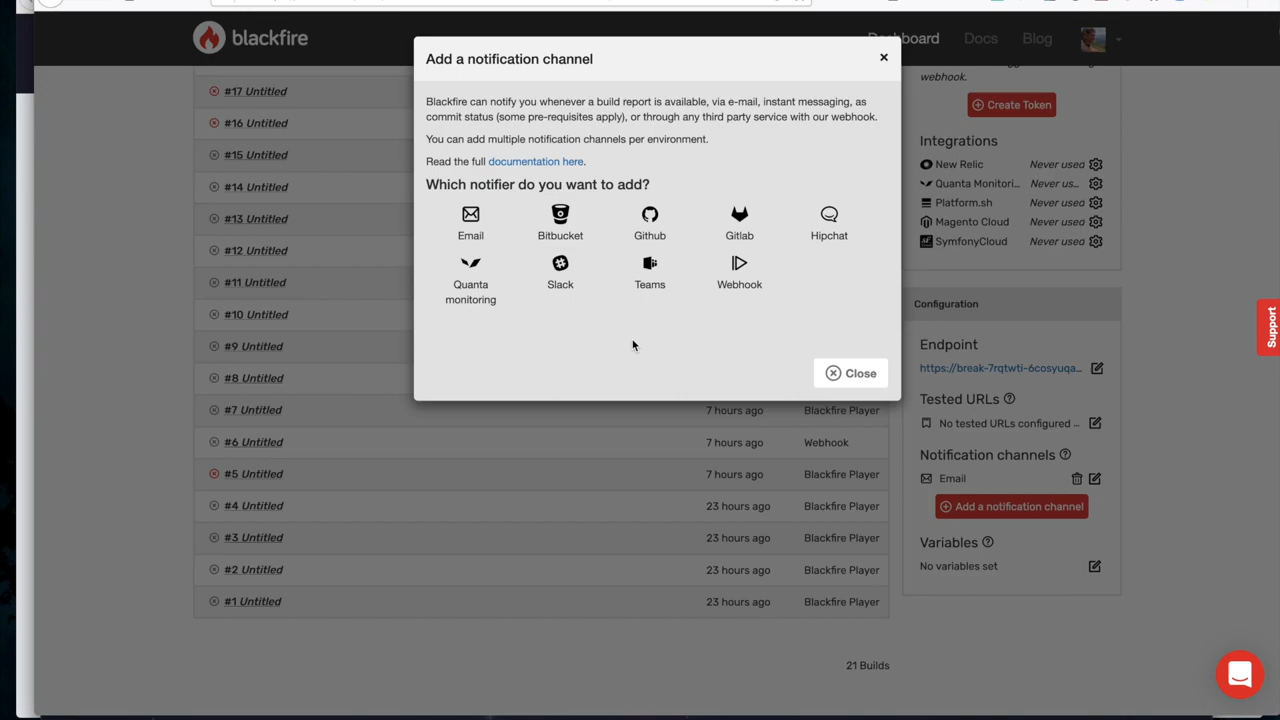 blackfire
Dashboard
Docs
Blog
Add a notification channel
×
Blackfire can notify you whenever a build report is available, via e-mail, instant messaging, as
commit status (some pre-requisites apply), or through any third party service with our webhook.
You can add multiple notification channels per environment.
Read the full documentation here.
Which notifier do you want to add?
Email
Bitbucket
Github
Gitlab
Hipchat
Quanta
monitoring
Slack
Teams
Webhook
Close
#17 Untitled
#16 Untitled
#15 Untitled
#14 Untitled
#13 Untitled
#12 Untitled
#11 Untitled
#10 Untitled
#9 Untitled
#8 Untitled
#7 Untitled 7 hours ago Blackfire Player
#6 Untitled 7 hours ago Webhook
#5 Untitled 7 hours ago Blackfire Player
#4 Untitled 23 hours ago Blackfire Player
#3 Untitled 23 hours ago Blackfire Player
#2 Untitled 23 hours ago Blackfire Player
#1 Untitled 23 hours ago Blackfire Player
21 Builds
webhook.
Create Token
Integrations
New Relic Never used
Quanta Monitori... Never us...
Platform.sh Never used
Magento Cloud Never used
SymfonyCloud Never used
Configuration
Endpoint
https://break-7rqtwti-6cosyuqa...
Tested URLs
No tested URLs configured ...
Notification channels
Email
Add a notification channel
Variables
No variables set
Support